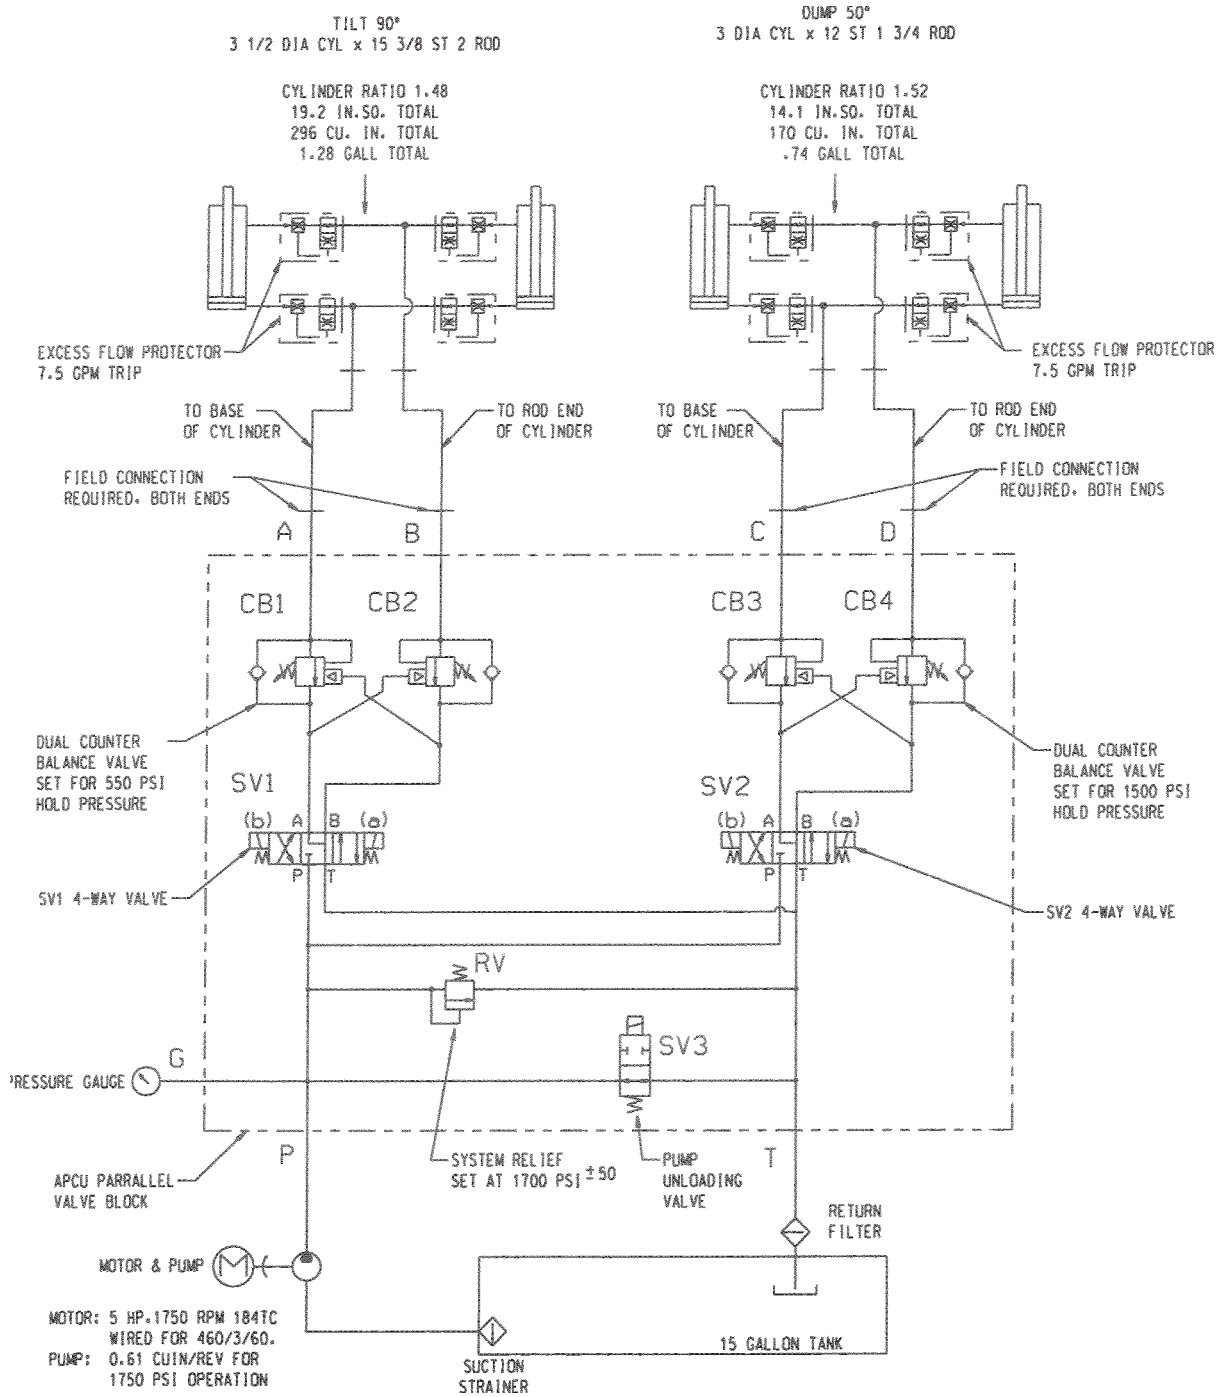 TILT 90°
3 1/2 DIA CYL x 15 3/8 ST 2 ROD
DUMP 50°
3 DIA CYL x 12 ST 1 3/4 ROD
CYLINDER RATIO 1.48
19.2 IN.SQ. TOTAL
296 CU. IN. TOTAL
1.28 GALL TOTAL
CYLINDER RATIO 1.52
14.1 IN.SQ. TOTAL
170 CU. IN. TOTAL
.74 GALL TOTAL
EXCESS FLOW PROTECTOR
7.5 GPM TRIP
EXCESS FLOW PROTECTOR
7.5 GPM TRIP
TO BASE
OF CYLINDER
TO ROD END
OF CYLINDER
TO BASE
OF CYLINDER
TO ROD END
OF CYLINDER
FIELD CONNECTION
REQUIRED. BOTH ENDS
FIELD CONNECTION
REQUIRED. BOTH ENDS
A
B
C
D
CB1
CB2
CB3
CB4
DUAL COUNTER
BALANCE VALVE
SET FOR 550 PSI
HOLD PRESSURE
DUAL COUNTER
BALANCE VALVE
SET FOR 1500 PSI
HOLD PRESSURE
SV1
(b) A B (a)
P T
SV2
(b) A B (a)
P T
SV1 4-WAY VALVE
SV2 4-WAY VALVE
RV
SV3
G
PRESSURE GAUGE
P
T
SYSTEM RELIEF
SET AT 1700 PSI ±50
PUMP
UNLOADING
VALVE
APCU PARRALLEL
VALVE BLOCK
RETURN
FILTER
MOTOR & PUMP
M
MOTOR: 5 HP.1750 RPM 184TC
WIRED FOR 460/3/60.
PUMP: 0.61 CUIN/REV FOR
1750 PSI OPERATION
15 GALLON TANK
SUCTION
STRAINER